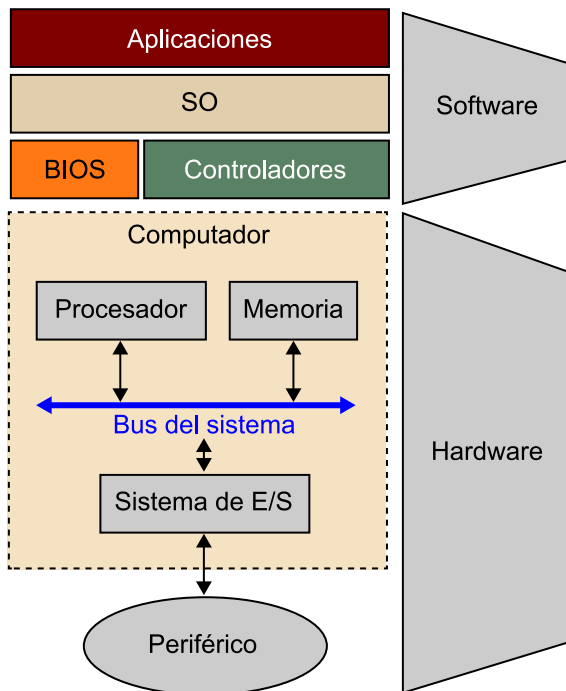 Aplicaciones
SO
BIOS
Controladores
Software
Computador
Procesador
Memoria
Bus del sistema
Sistema de E/S
Hardware
Periférico